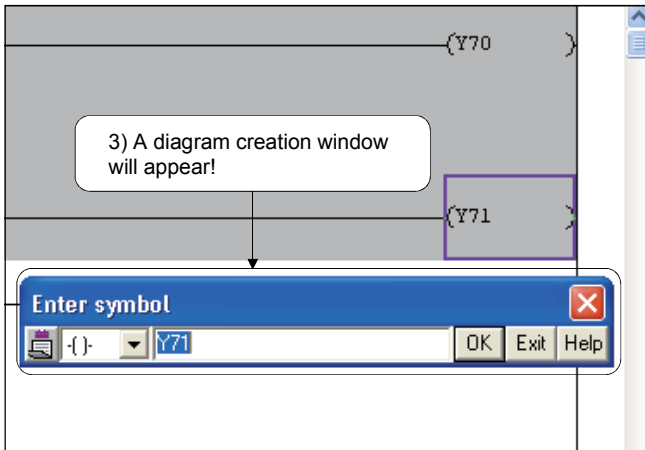 (Y70 )
3) A diagram creation window
will appear!
(Y71 )
Enter symbol
-( )- Y71 OK Exit Help